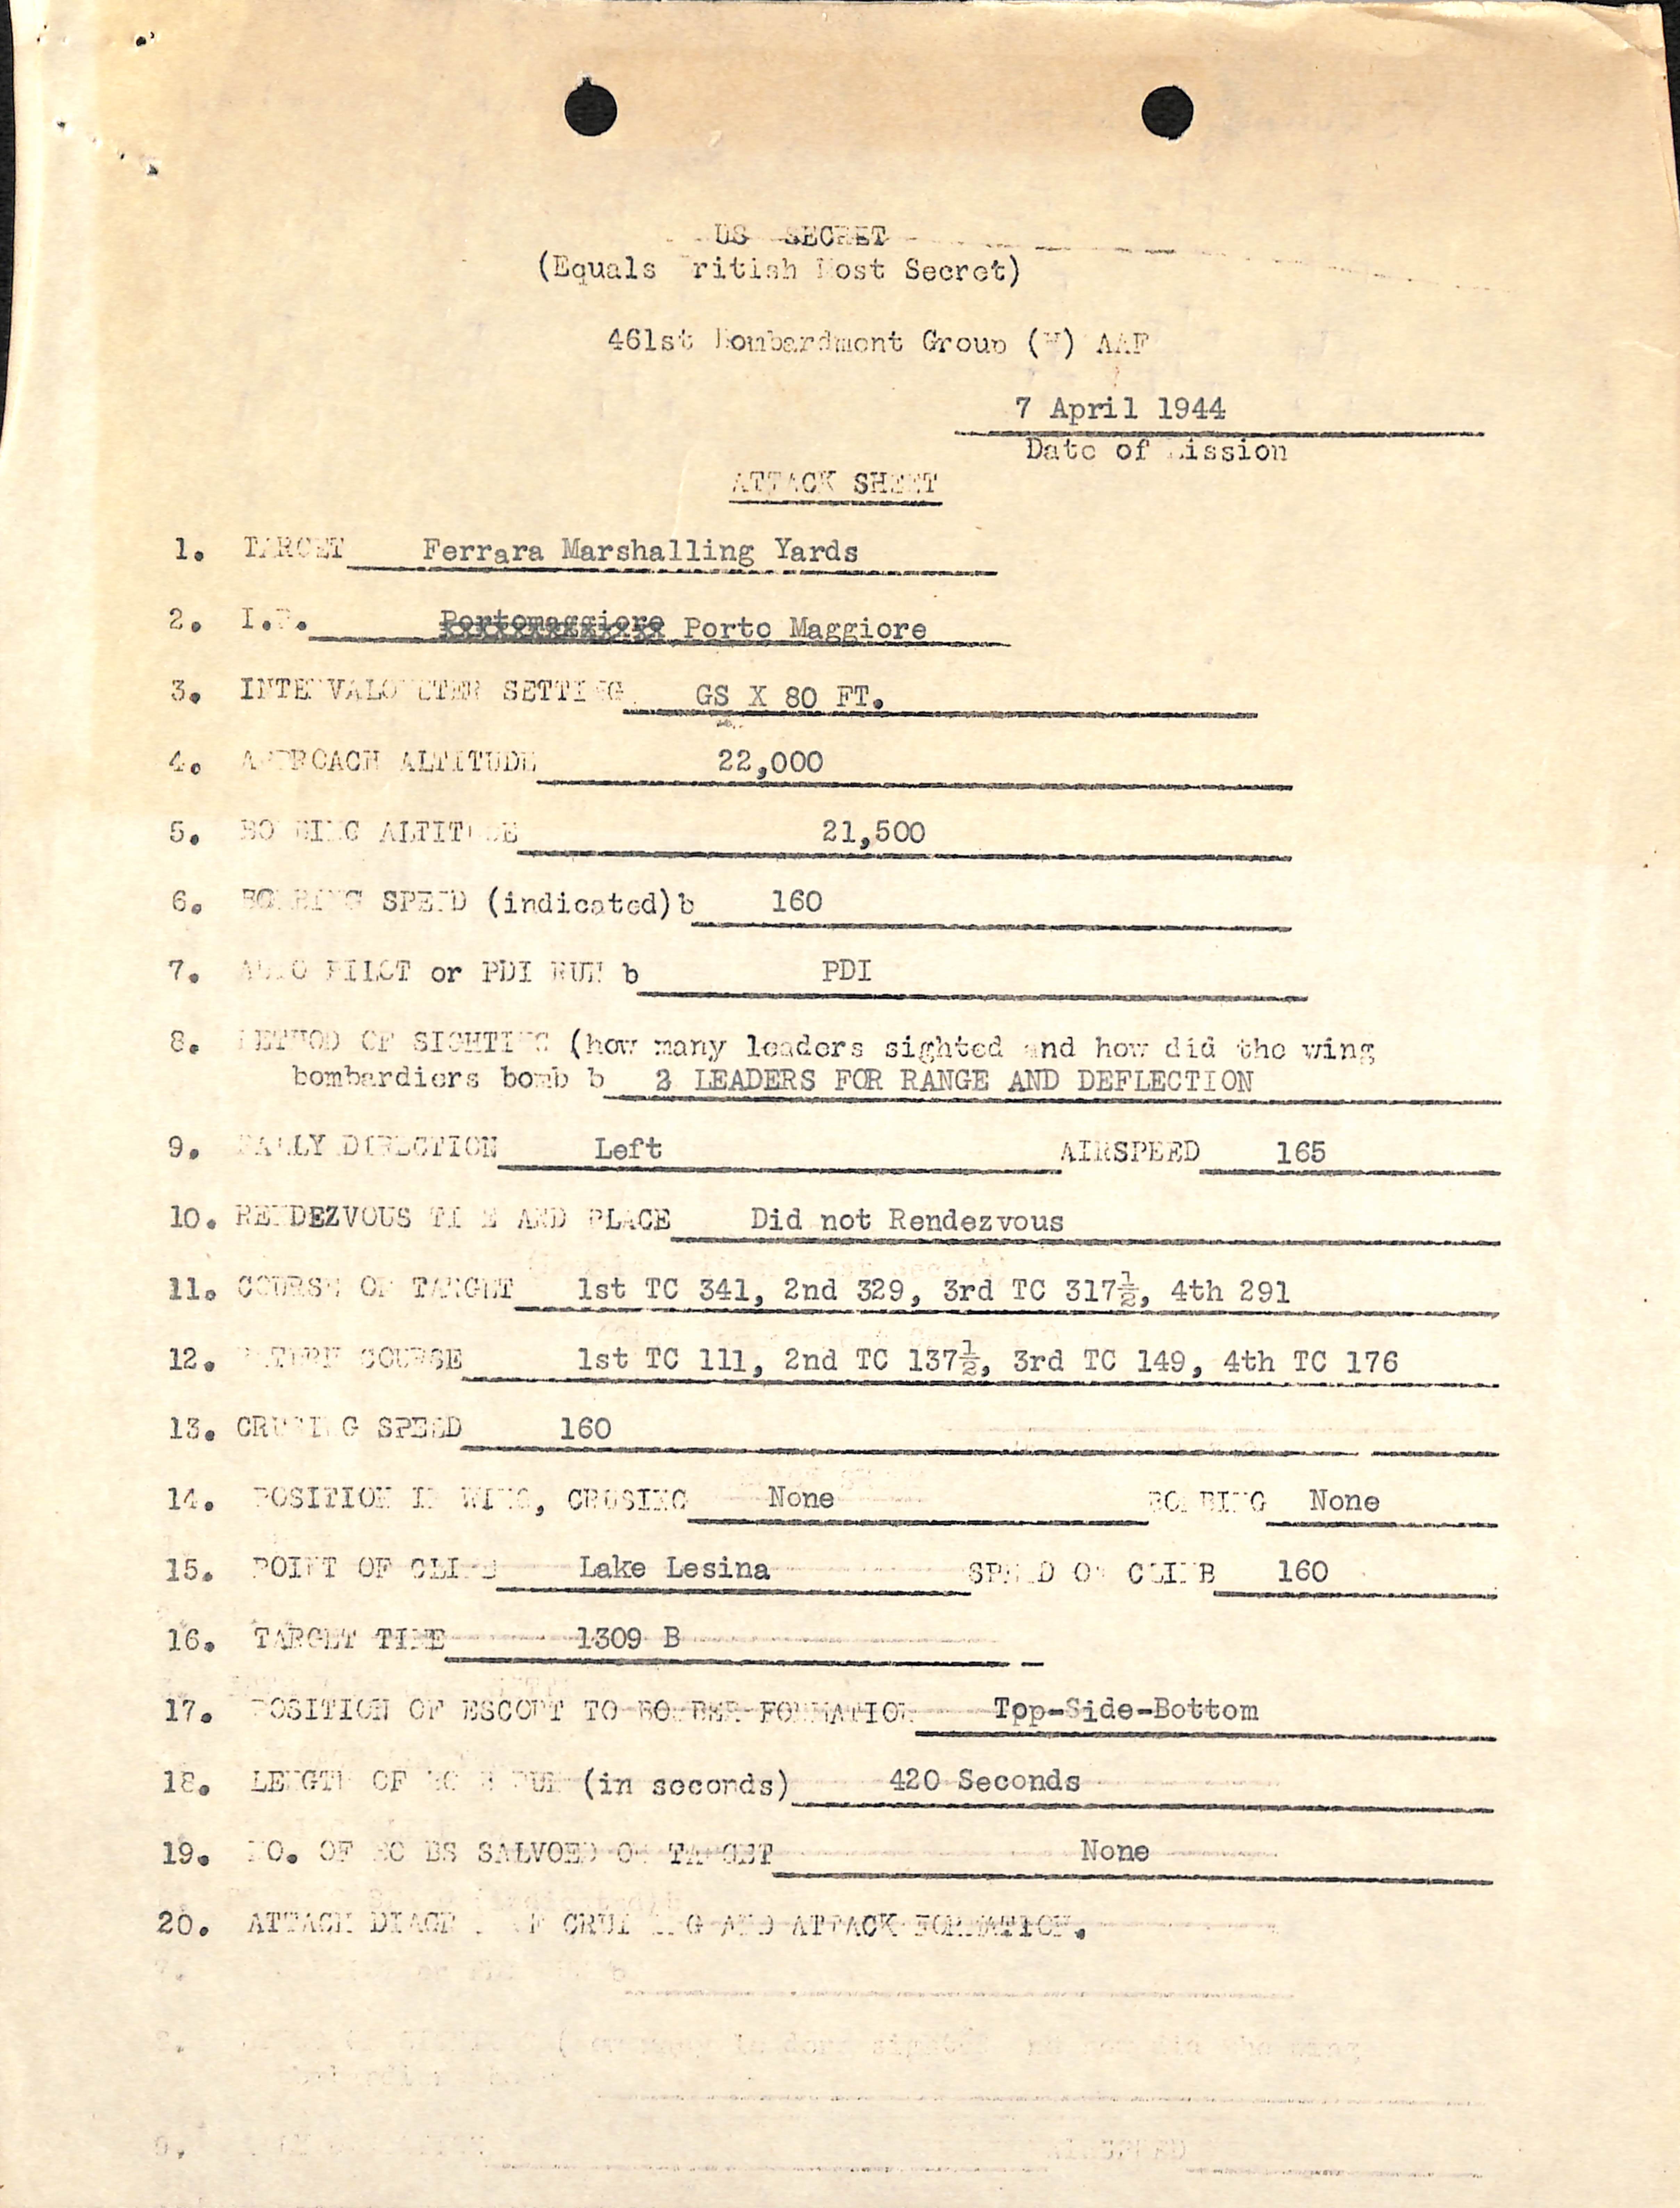 US SECRET
(Equals British Most Secret)
461st Bombardment Group (H) AAF
7 April 1944
Date of Mission
ATTACK SHEET
1. TARGET Ferrara Marshalling Yards
2. I.P. Portomaggiore Porto Maggiore
3. INTERVALOMETER SETTING GS X 80 FT.
4. APPROACH ALTITUDE 22,000
5. BOMBING ALTITUDE 21,500
6. BOMBING SPEED (indicated) b 160
7. AUTO PILOT or PDI RUN b PDI
8. METHOD OF SIGHTING (how many leaders sighted and how did the wing
bombardiers bomb b 2 LEADERS FOR RANGE AND DEFLECTION
9. RALLY DIRECTION Left AIRSPEED 165
10. RENDEZVOUS TIME AND PLACE Did not Rendezvous
11. COURSE OF TARGET 1st TC 341, 2nd 329, 3rd TC 317½, 4th 291
12. RETURN COURSE 1st TC 111, 2nd TC 137½, 3rd TC 149, 4th TC 176
13. CRUSING SPEED 160
14. POSITION IN WING, CRUSING None BOMBING None
15. POINT OF CLIMB Lake Lesina SPEED OF CLIMB 160
16. TARGET TIME 1309 B
17. POSITION OF ESCORT TO BOMBER FORMATION Top-Side-Bottom
18. LENGTH OF BOMB RUN (in seconds) 420 Seconds
19. NO. OF BOMBS SALVOED ON TARGET None
20. ATTACH DIAGRAM OF CRUISING AND ATTACK FORMATION.